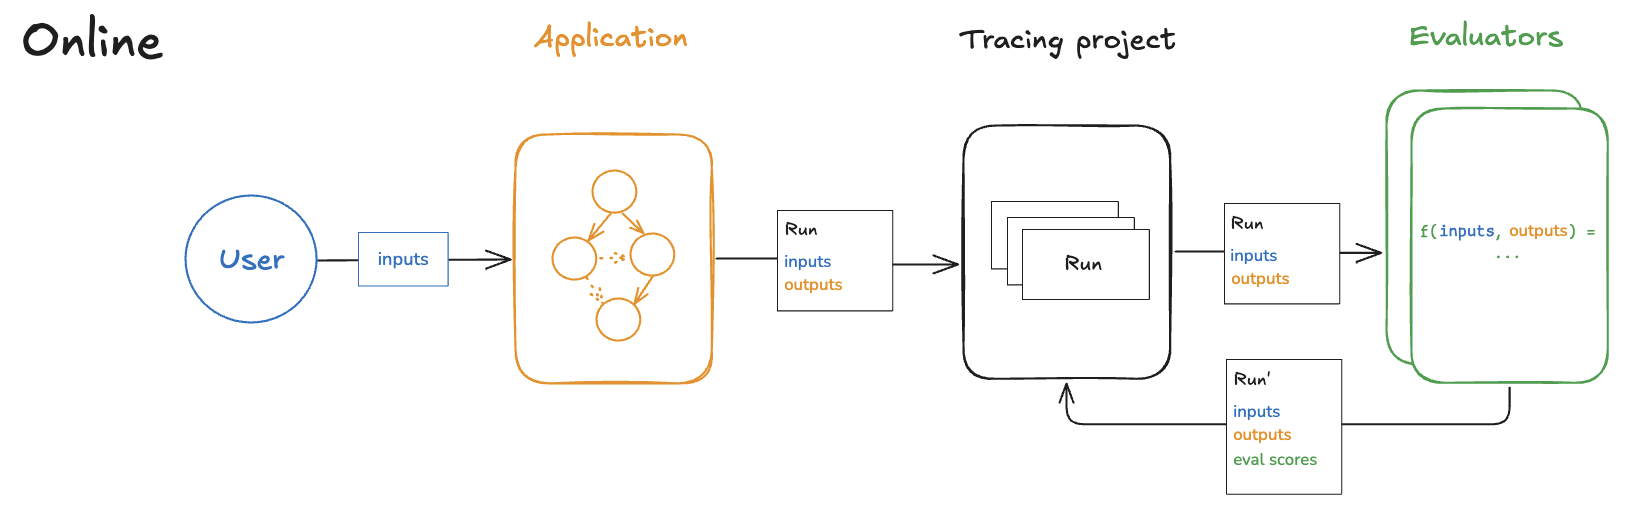 Online
Application
Tracing project
Evaluators
User
inputs
Run
inputs
outputs
Run
Run
inputs
outputs
f(inputs, outputs) =
...
Run'
inputs
outputs
eval scores